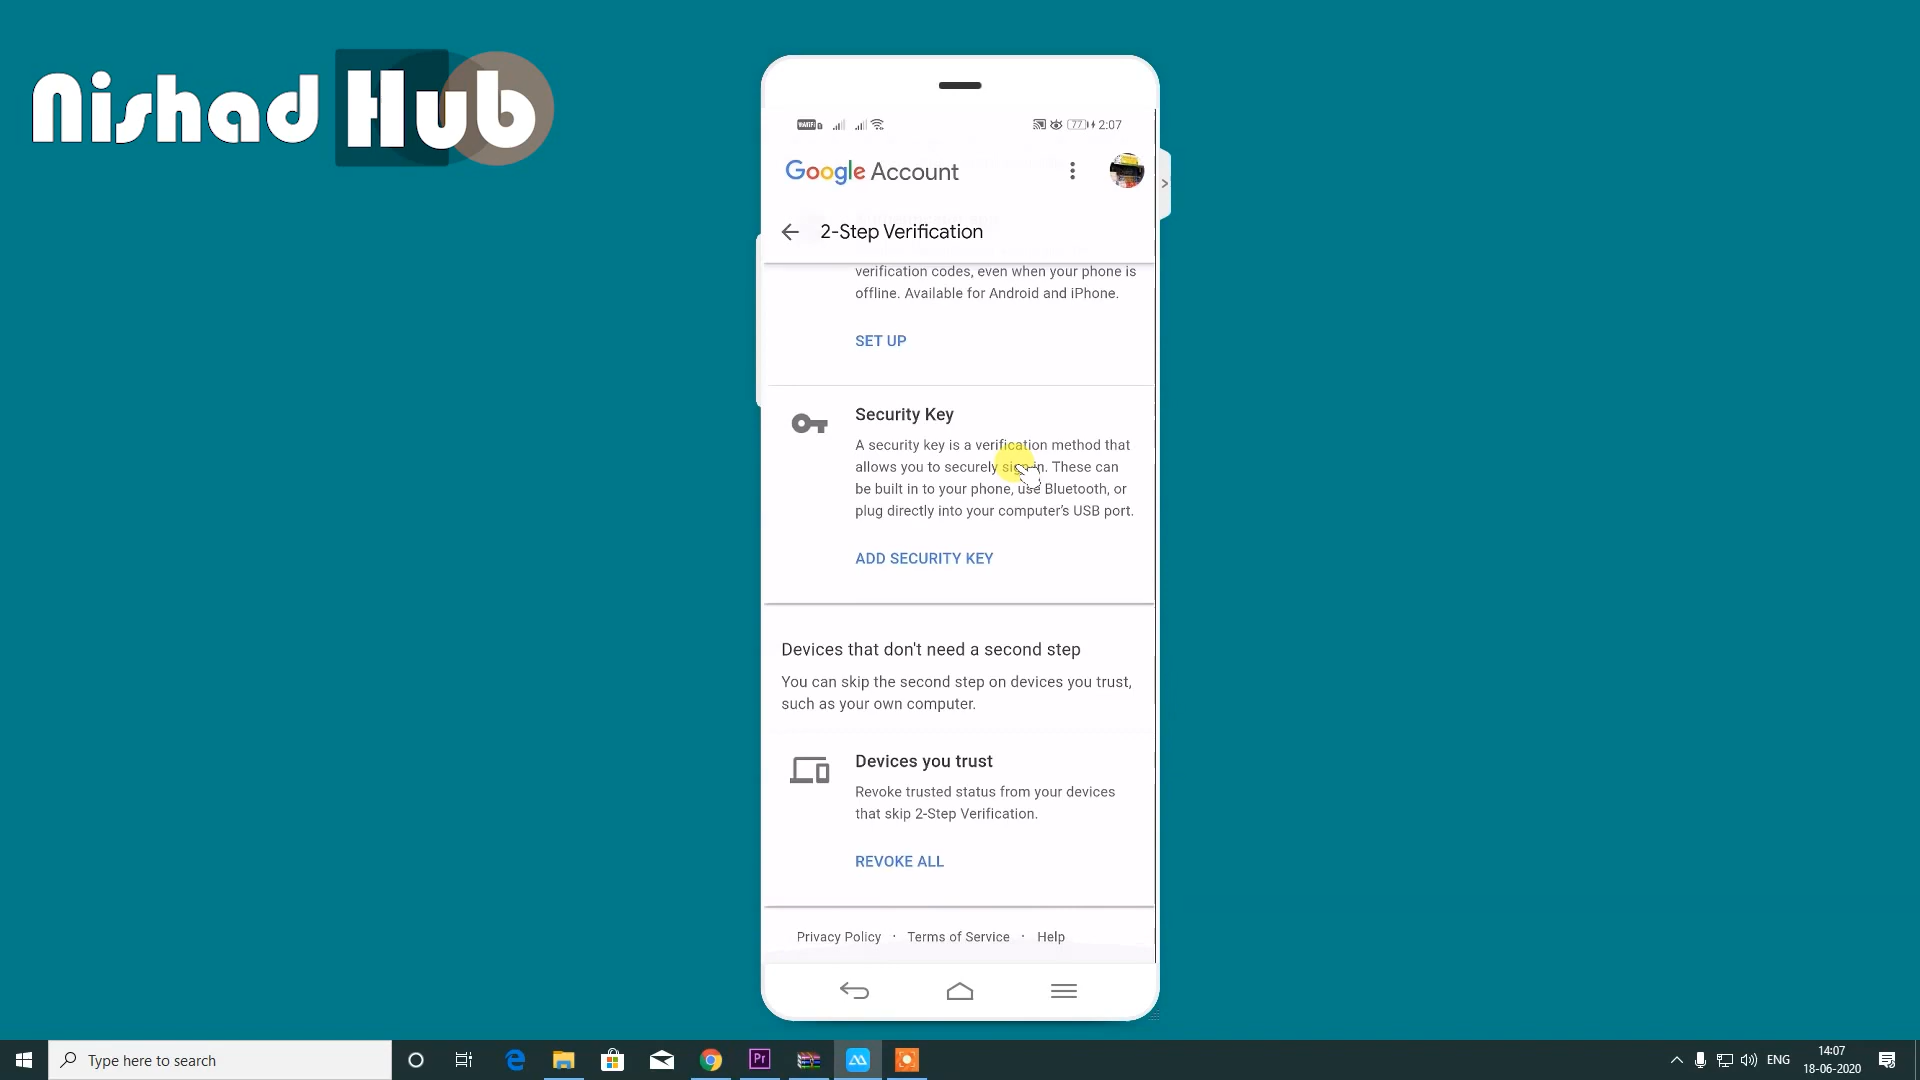 Nishad Hub
77 2:07
Google Account
2-Step Verification
verification codes, even when your phone is
offline. Available for Android and iPhone.
SET UP
Security Key
A security key is a verification method that
allows you to securely sign in. These can
be built in to your phone, use Bluetooth, or
plug directly into your computer's USB port.
ADD SECURITY KEY
Devices that don't need a second step
You can skip the second step on devices you trust,
such as your own computer.
Devices you trust
Revoke trusted status from your devices
that skip 2-Step Verification.
REVOKE ALL
Privacy Policy · Terms of Service · Help
Type here to search
Pr
ENG
14:07
18-06-2020